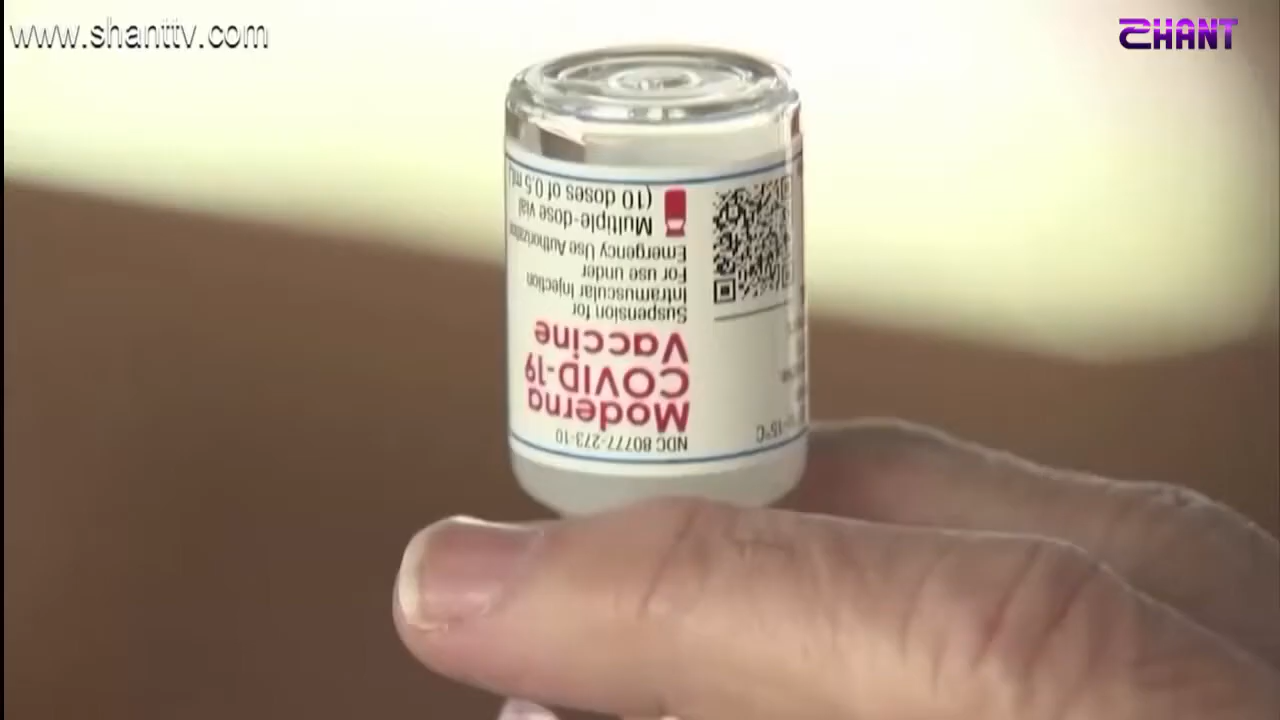 www.shanttv.com
SHANT
NDC 80777-273-10
Moderna
COVID-19
Vaccine
Suspension for
Intramuscular Injection
For use under
Emergency Use Authorization
Multiple-dose vial
(10 doses of 0.5 mL)
-15°C